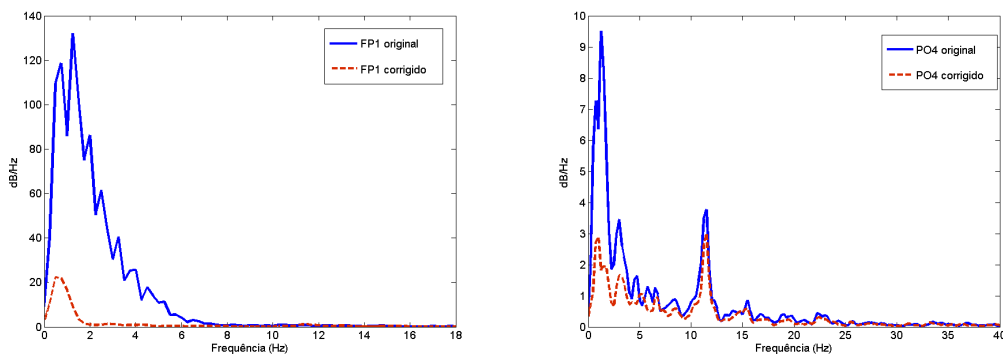 140
120
100
80
60
40
20
0
0 2 4 6 8 10 12 14 16 18
dB/Hz
Frequência (Hz)
FP1 original
FP1 corrigido
10
9
8
7
6
5
4
3
2
1
0
0 5 10 15 20 25 30 35 40
dB/Hz
Frequência (Hz)
PO4 original
PO4 corrigido